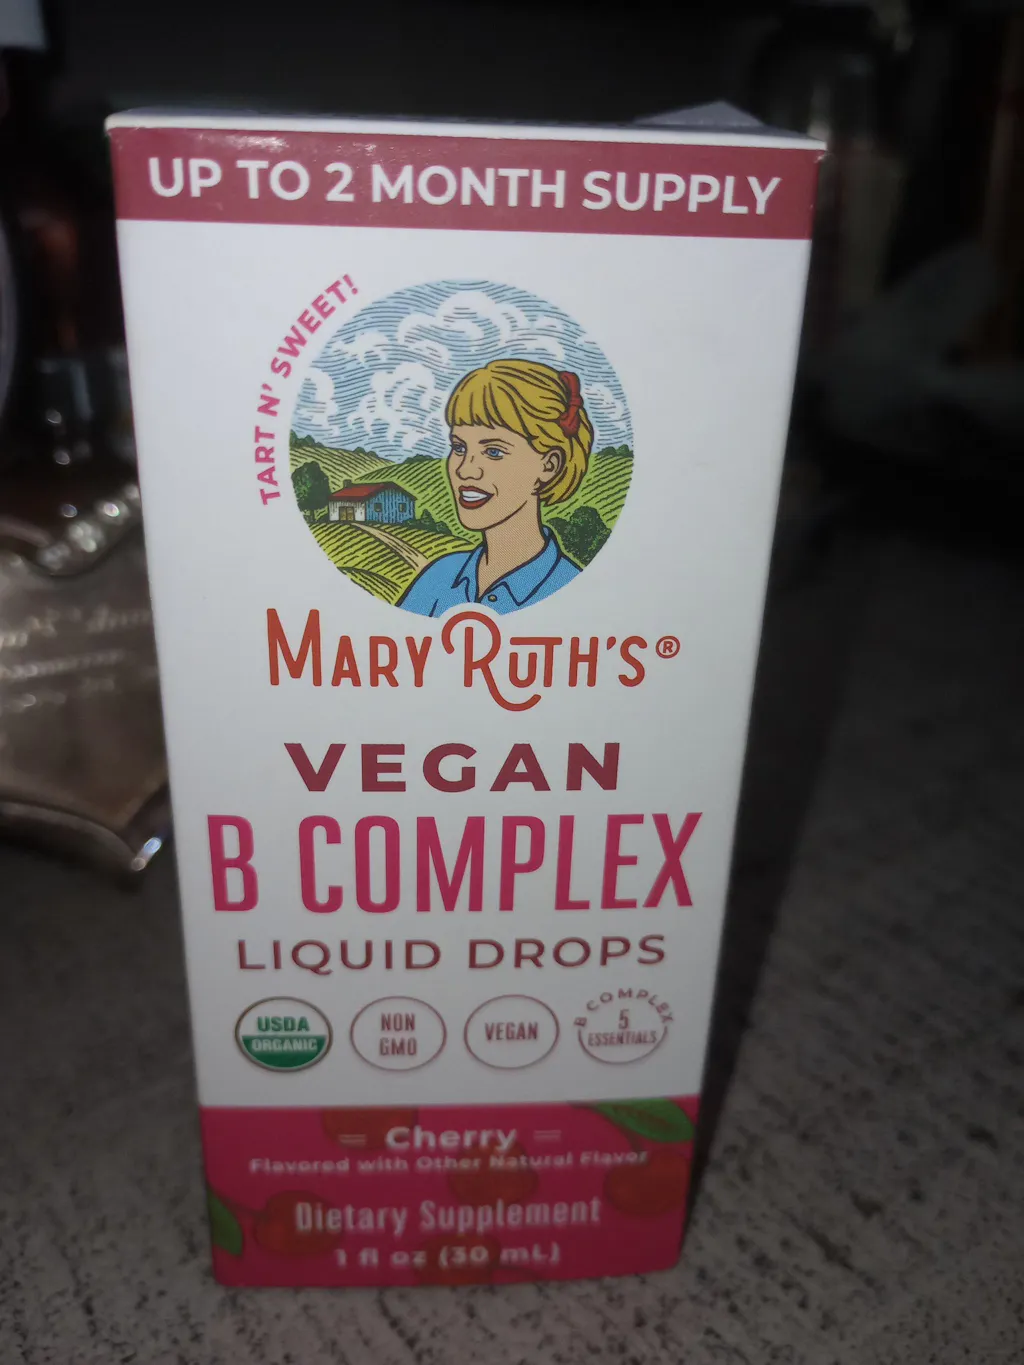 UP TO 2 MONTH SUPPLY
TART N' SWEET!
MARY RUTH'S®
VEGAN
B COMPLEX
LIQUID DROPS
USDA
ORGANIC
NON
GMO
VEGAN
B COMPLEX
5
ESSENTIALS
Cherry
Flavored with Other Natural Flavor
Dietary Supplement
1 fl oz (30 mL)